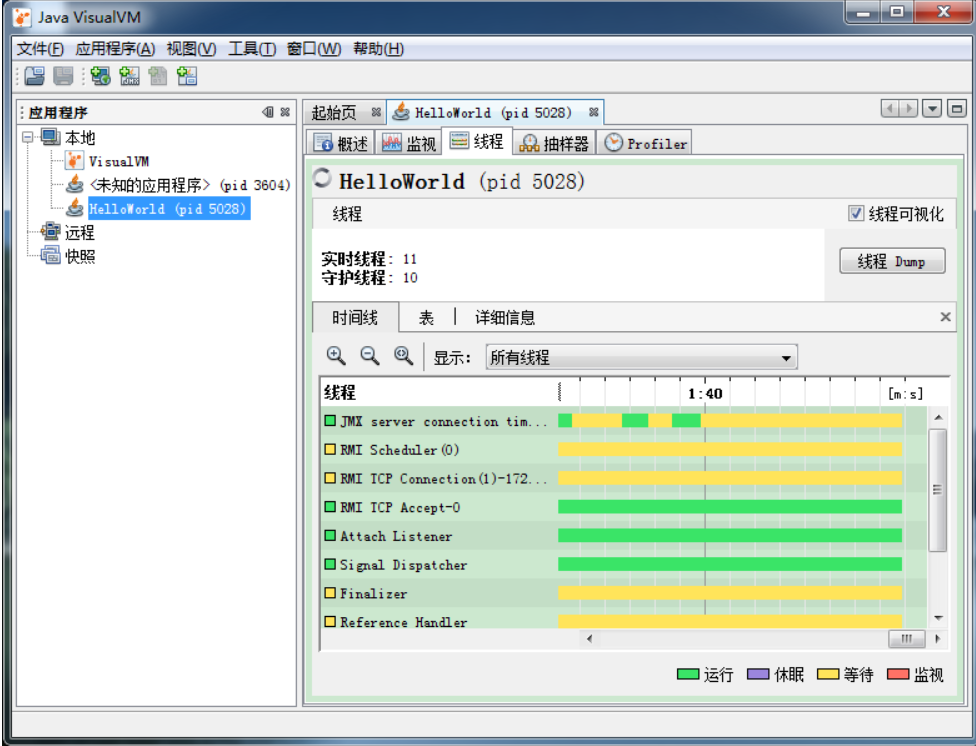 Java VisualVM
文件(F) 应用程序(A) 视图(V) 工具(T) 窗口(W) 帮助(H)
应用程序
本地
VisualVM
<未知的应用程序> (pid 3604)
HelloWorld (pid 5028)
远程
快照
起始页 HelloWorld (pid 5028)
概述 监视 线程 抽样器 Profiler
HelloWorld (pid 5028)
线程 线程可视化
实时线程: 11
守护线程: 10
线程 Dump
时间线 表 详细信息
显示: 所有线程
线程 1:40 [m:s]
JMX server connection tim...
RMI Scheduler(0)
RMI TCP Connection(1)-172...
RMI TCP Accept-0
Attach Listener
Signal Dispatcher
Finalizer
Reference Handler
运行 休眠 等待 监视